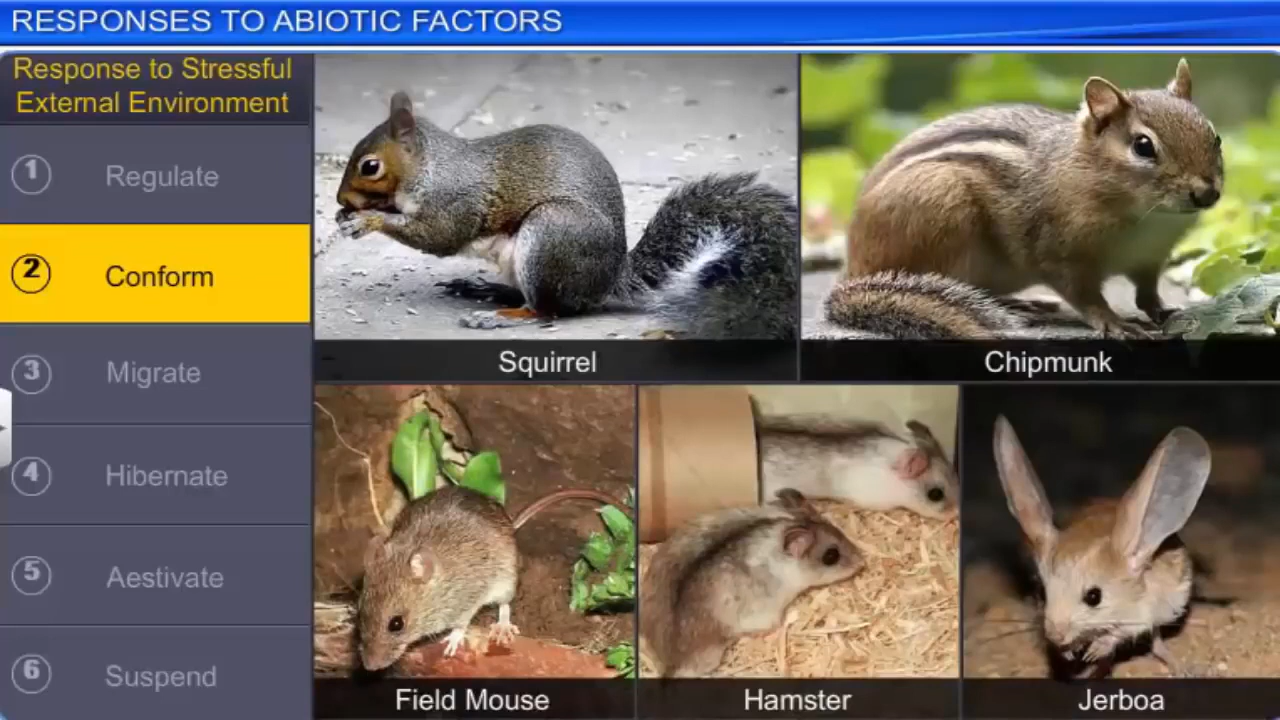 RESPONSES TO ABIOTIC FACTORS
Response to Stressful
External Environment
1 Regulate
2 Conform
3 Migrate
4 Hibernate
5 Aestivate
6 Suspend
Squirrel
Chipmunk
Field Mouse
Hamster
Jerboa